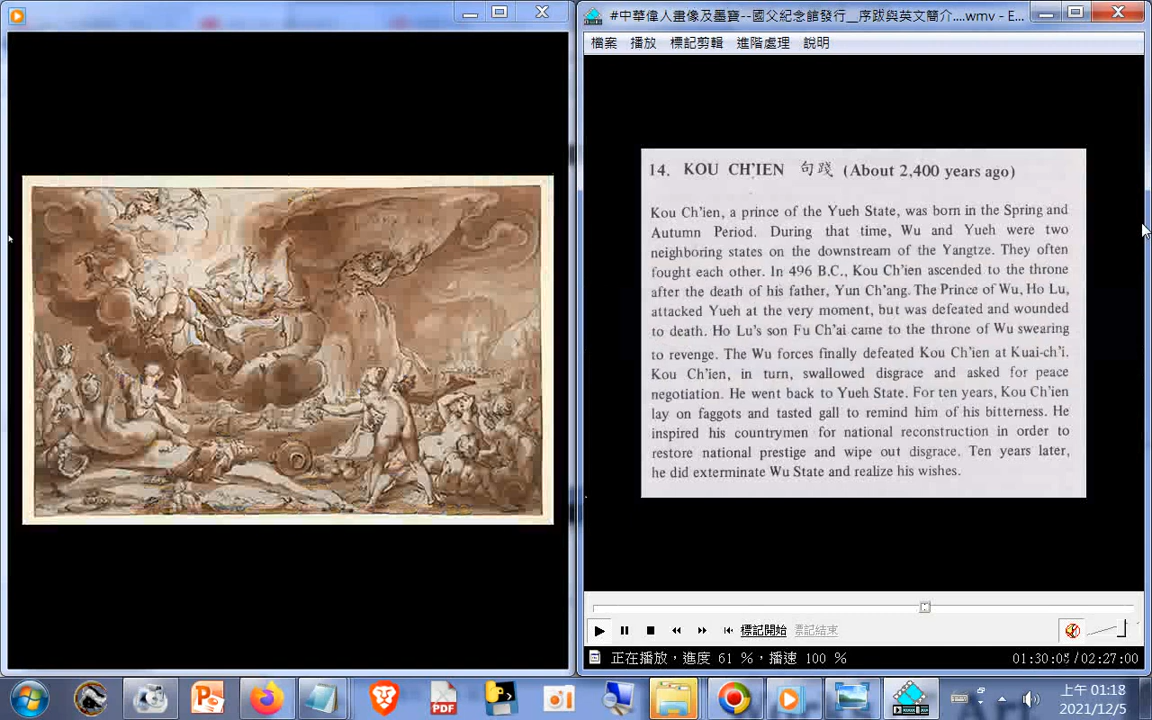 #中華偉人畫像及墨寶--國父紀念館發行__序跋與英文簡介....wmv - E...
檔案 播放 標記剪輯 進階處理 說明
14. KOU CH'IEN 句踐 (About 2,400 years ago)
Kou Ch'ien, a prince of the Yueh State, was born in the Spring and
Autumn Period. During that time, Wu and Yueh were two
neighboring states on the downstream of the Yangtze. They often
fought each other. In 496 B.C., Kou Ch'ien ascended to the throne
after the death of his father, Yun Ch'ang. The Prince of Wu, Ho Lu,
attacked Yueh at the very moment, but was defeated and wounded
to death. Ho Lu's son Fu Ch'ai came to the throne of Wu swearing
to revenge. The Wu forces finally defeated Kou Ch'ien at Kuai-ch'i.
Kou Ch'ien, in turn, swallowed disgrace and asked for peace
negotiation. He went back to Yueh State. For ten years, Kou Ch'ien
lay on faggots and tasted gall to remind him of his bitterness. He
inspired his countrymen for national reconstruction in order to
restore national prestige and wipe out disgrace. Ten years later,
he did exterminate Wu State and realize his wishes.
標記開始 標記結束
正在播放，進度 61 %，播速 100 % 01:30:05 / 02:27:00
PDF
上午 01:18
2021/12/5